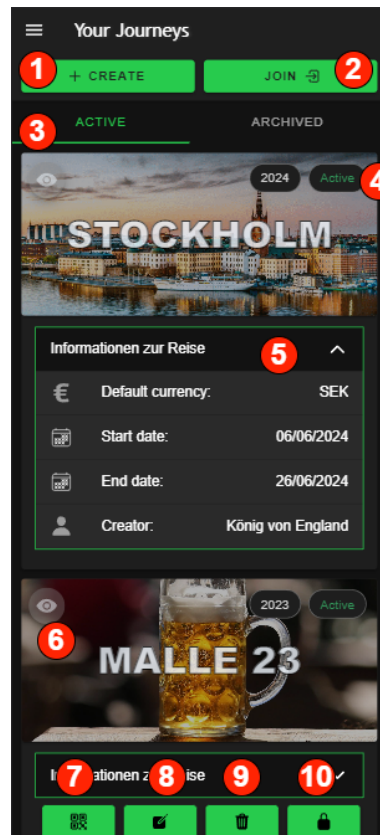 Your Journeys
1
+ CREATE
JOIN
2
3
ACTIVE
ARCHIVED
2024
Active
4
STOCKHOLM
Informationen zur Reise
5
€ Default currency: SEK
Start date: 06/06/2024
End date: 26/06/2024
Creator: König von England
2023
Active
6
MALLE 23
7
8
9
10